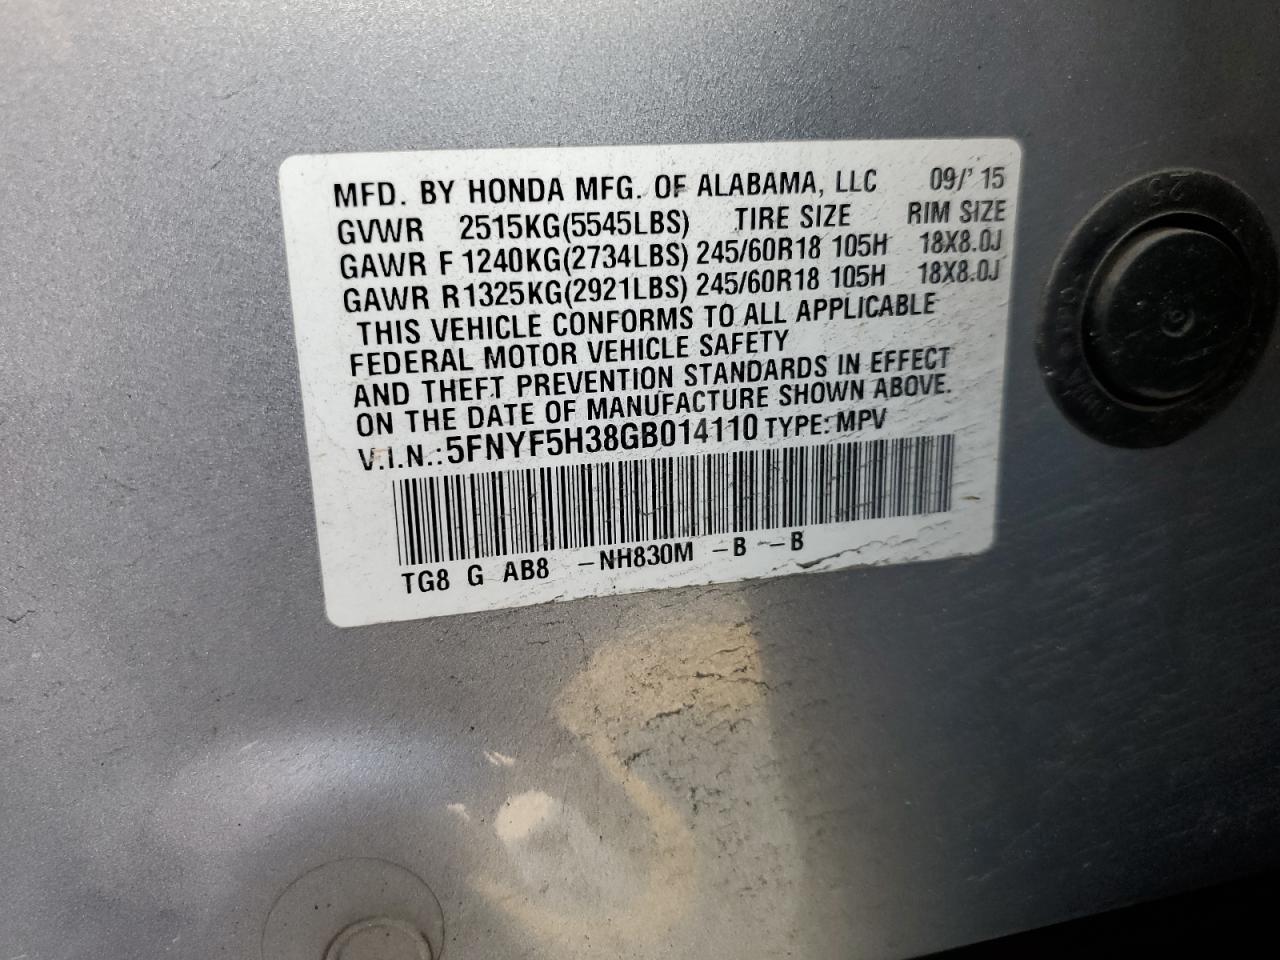 MFD. BY HONDA MFG. OF ALABAMA, LLC 09/' 15
GVWR 2515KG(5545LBS) TIRE SIZE RIM SIZE
GAWR F 1240KG(2734LBS) 245/60R18 105H 18X8.0J
GAWR R 1325KG(2921LBS) 245/60R18 105H 18X8.0J
THIS VEHICLE CONFORMS TO ALL APPLICABLE
FEDERAL MOTOR VEHICLE SAFETY
AND THEFT PREVENTION STANDARDS IN EFFECT
ON THE DATE OF MANUFACTURE SHOWN ABOVE.
V.I.N.: 5FNYF5H38GB014110 TYPE: MPV
TG8 G AB8 -NH830M -B -B
25